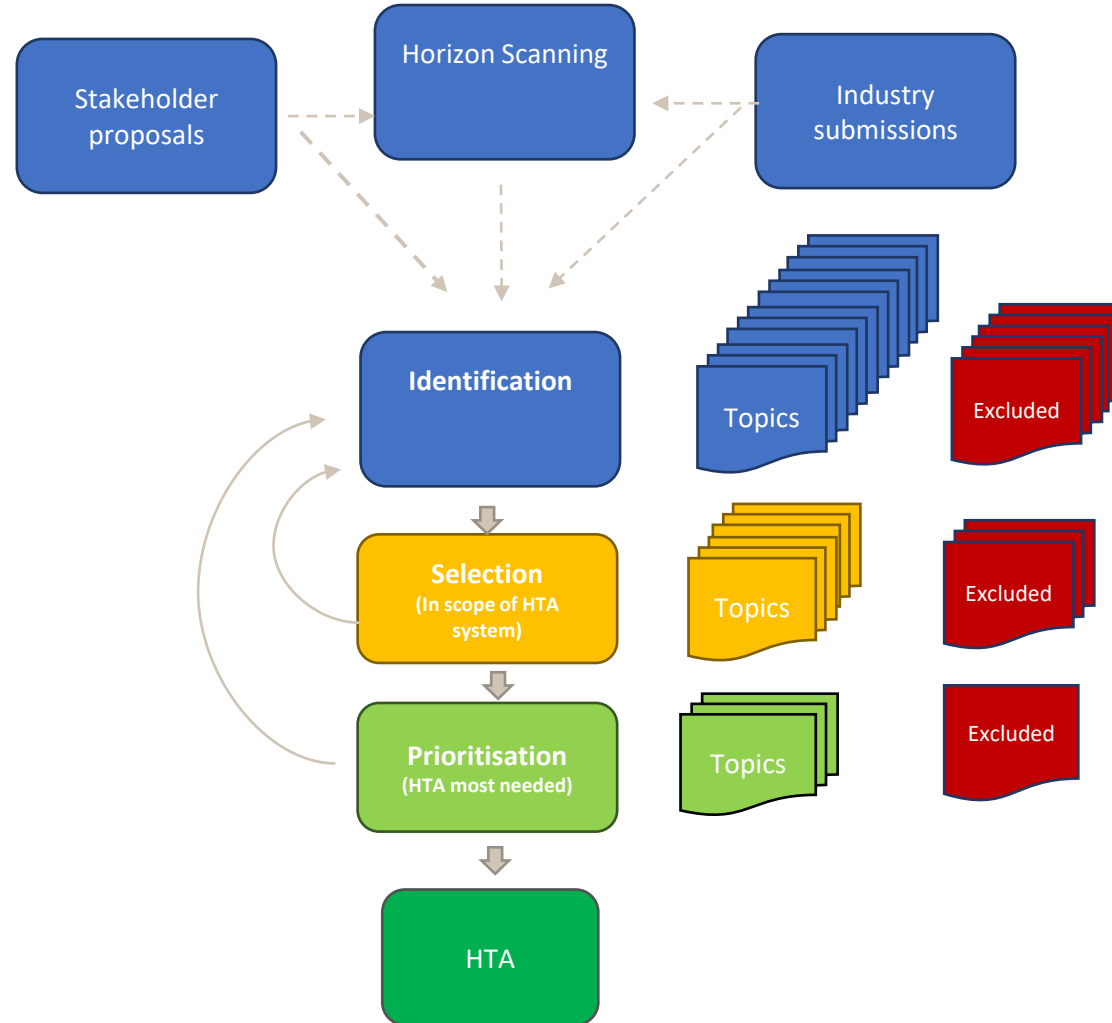 Horizon Scanning
Stakeholder
proposals
Industry
submissions
Identification
Topics
Excluded
Selection
(In scope of HTA
system)
Topics
Excluded
Prioritisation
(HTA most needed)
Topics
Excluded
HTA